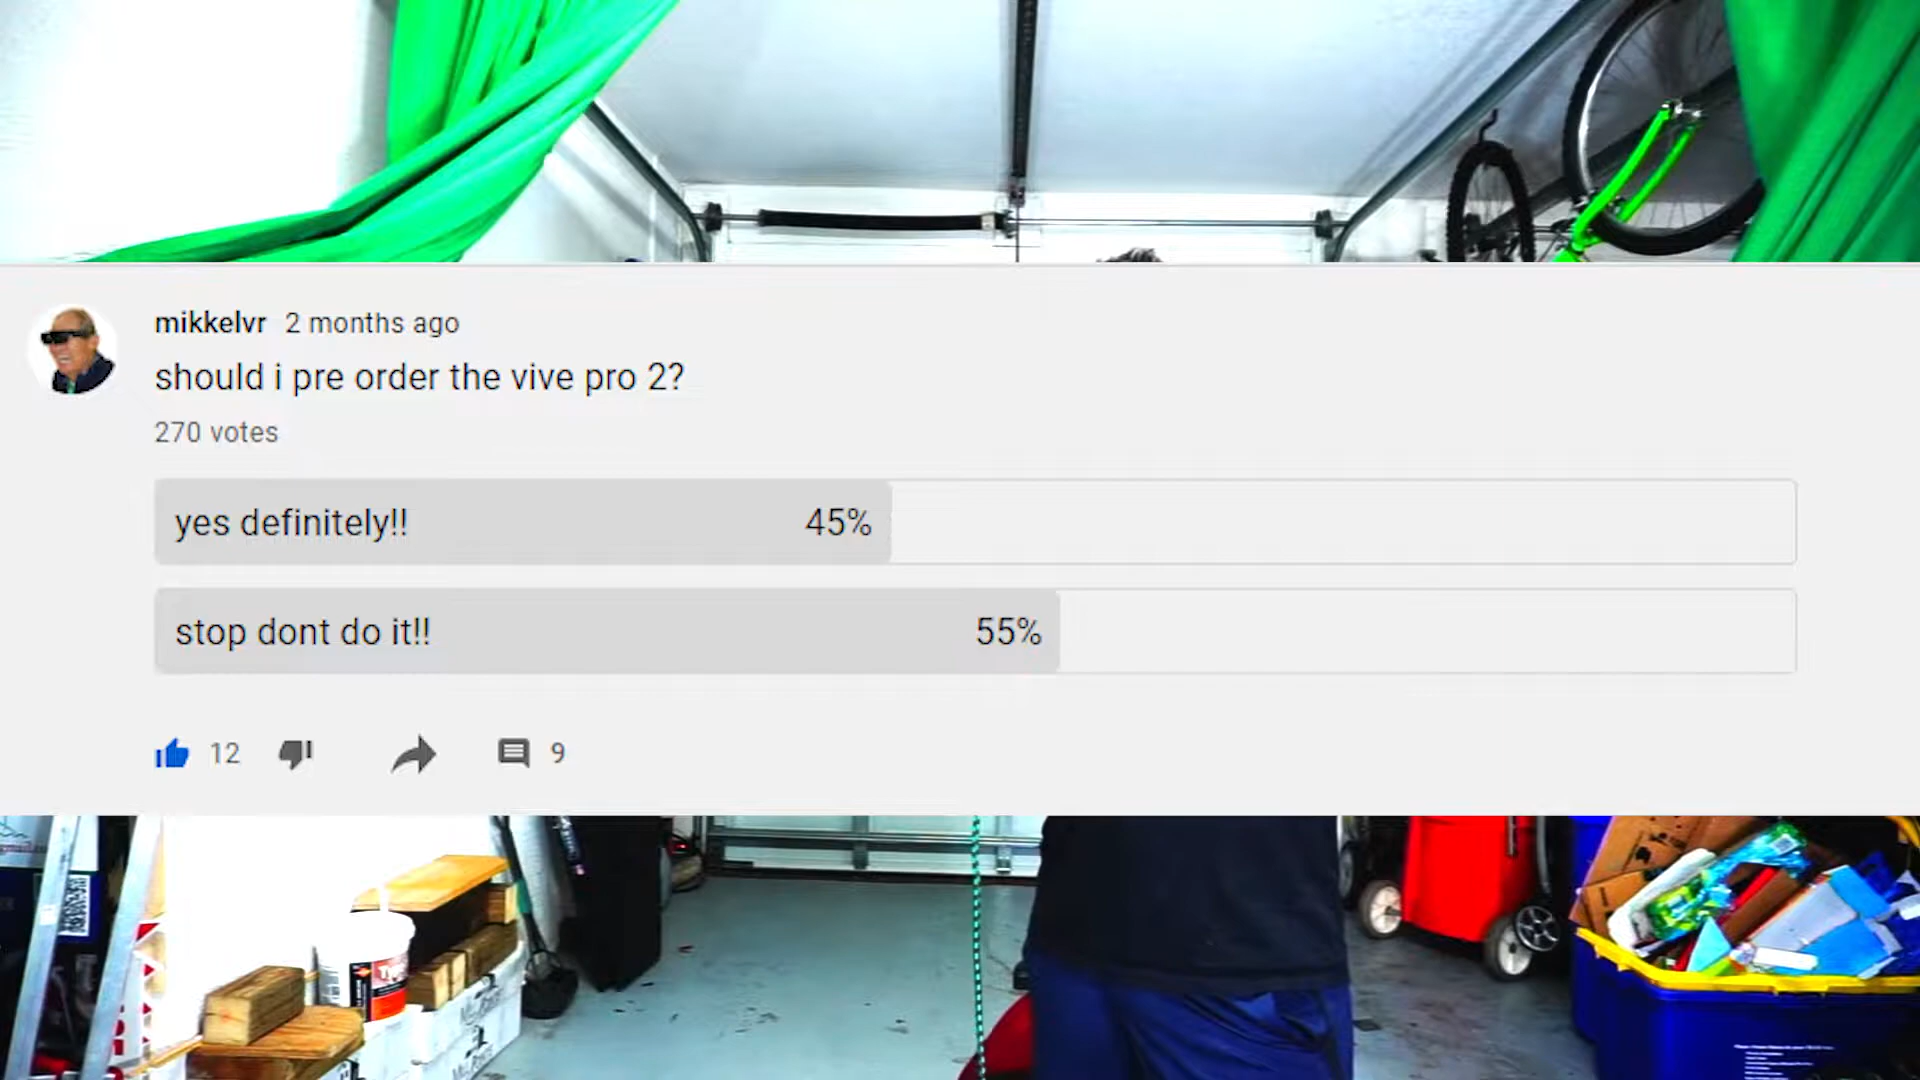 mikkelvr 2 months ago
should i pre order the vive pro 2?
270 votes
yes definitely!! 45%
stop dont do it!! 55%
12 9